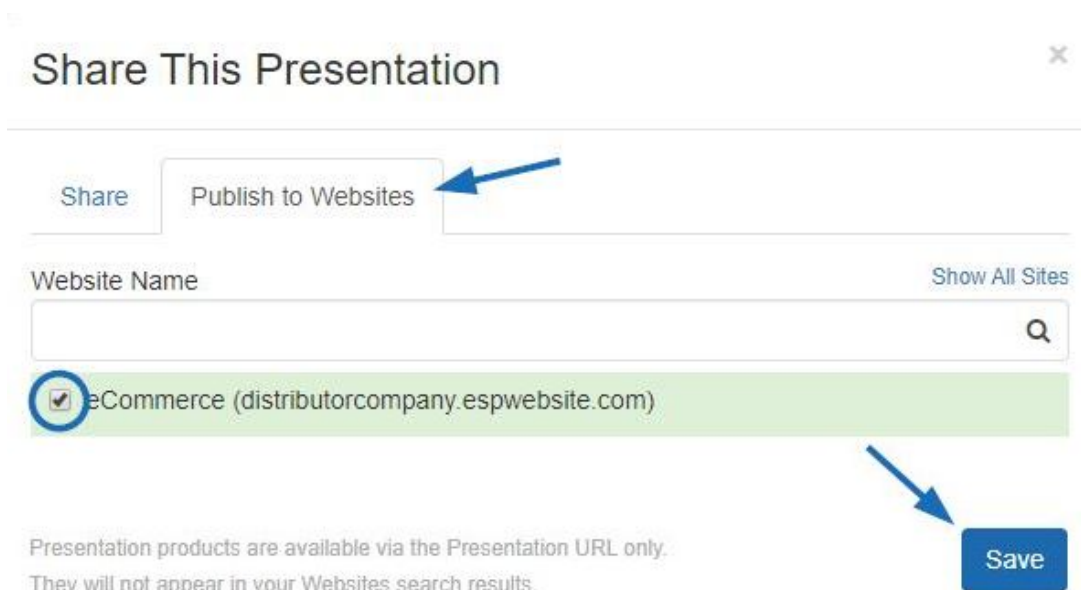 Share This Presentation
×
Share
Publish to Websites
Website Name
Show All Sites
eCommerce (distributorcompany.espwebsite.com)
Presentation products are available via the Presentation URL only.
They will not appear in your Websites search results.
Save